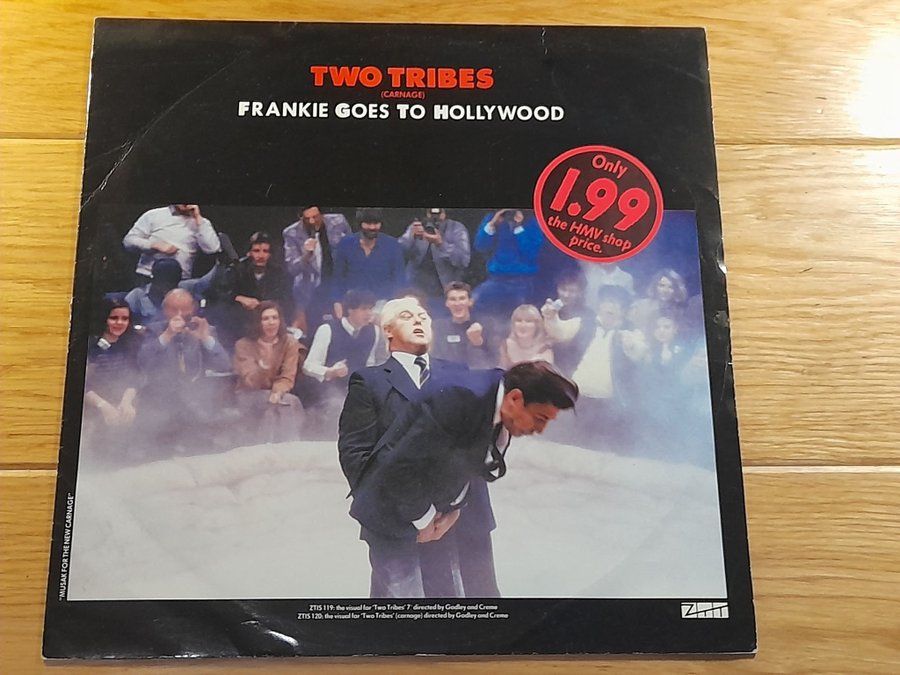 TWO TRIBES
(CARNAGE)
FRANKIE GOES TO HOLLYWOOD
Only
1.99
the HMV shop
price.
"MUSAK FOR THE NEW CARNAGE"
ZTIS 119: the visual for 'Two Tribes' 7' directed by Godley and Creme
ZTIS 120: the visual for 'Two Tribes' (carnage) directed by Godley and Creme
ZTT